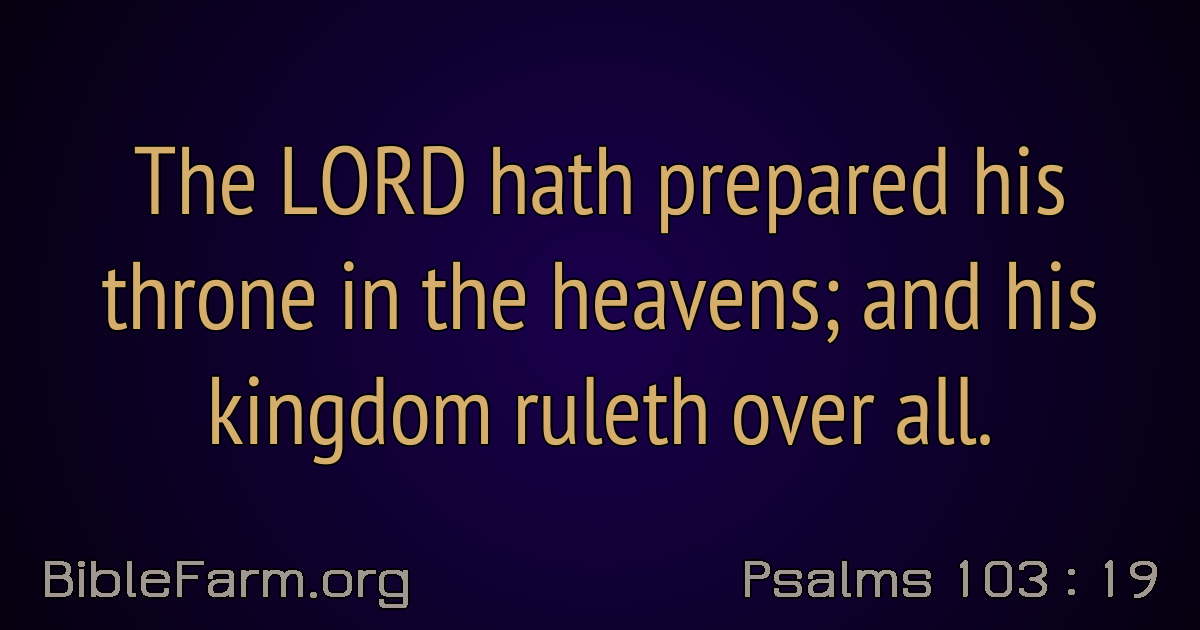 The LORD hath prepared his
throne in the heavens; and his
kingdom ruleth over all.
BibleFarm.org
Psalms 103 : 19